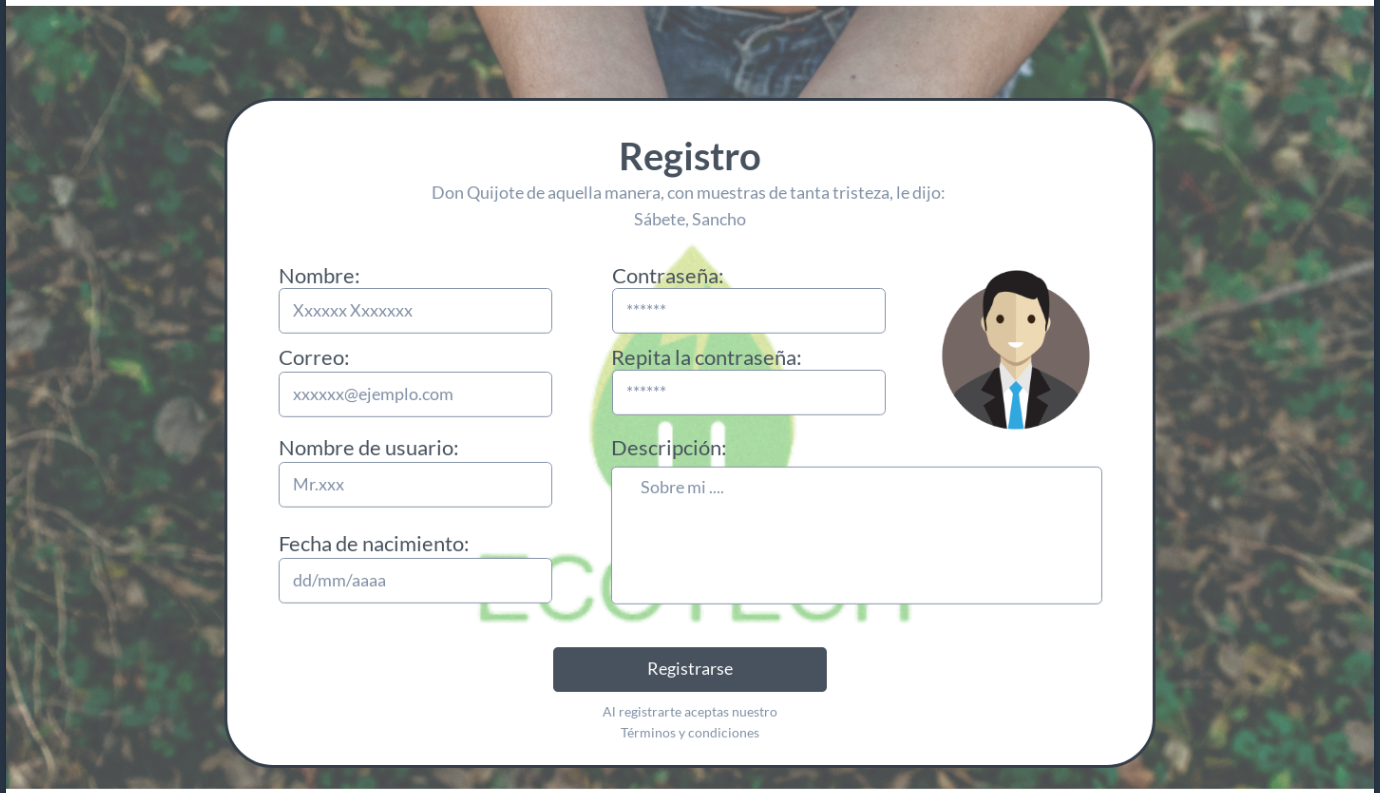 Registro
Don Quijote de aquella manera, con muestras de tanta tristeza, le dijo:
Sábete, Sancho
Nombre:
Xxxxxx Xxxxxxx
Correo:
xxxxxx@ejemplo.com
Nombre de usuario:
Mr.xxx
Fecha de nacimiento:
dd/mm/aaaa
Contraseña:
******
Repita la contraseña:
******
Descripción:
Sobre mi ....
ECOTECH
Registrarse
Al registrarte aceptas nuestro
Términos y condiciones